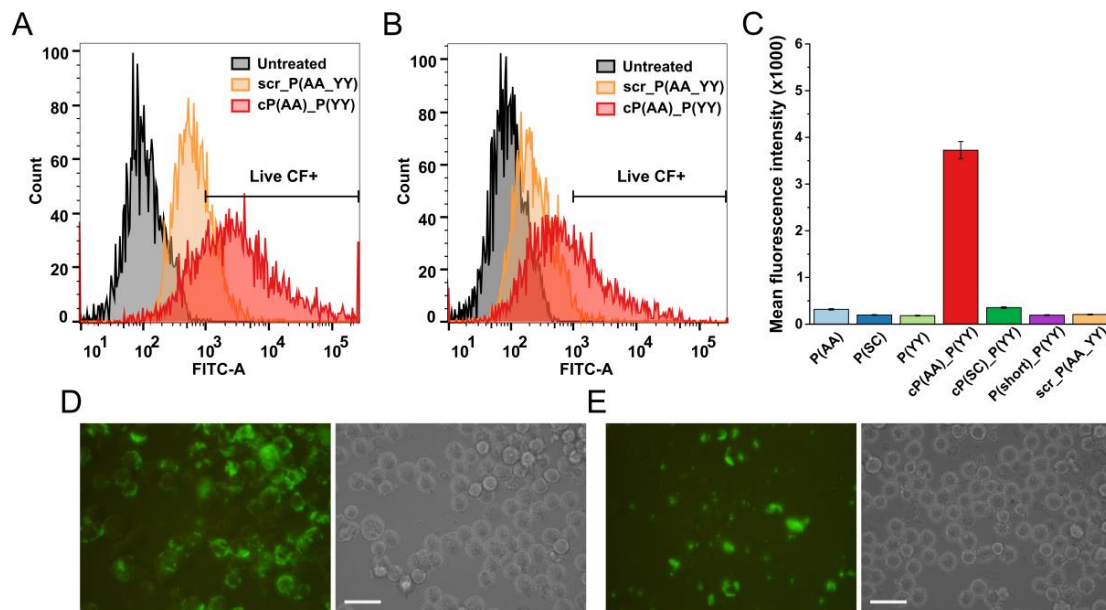 A
100
80
60
40
20
0
Count
Untreated
scr_P(AA_YY)
cP(AA)_P(YY)
Live CF+
10¹ 10² 10³ 10⁴ 10⁵
FITC-A
B
100
80
60
40
20
0
Count
Untreated
scr_P(AA_YY)
cP(AA)_P(YY)
Live CF+
10¹ 10² 10³ 10⁴ 10⁵
FITC-A
C
Mean fluorescence intensity (x1000)
6
5
4
3
2
1
0
P(AA)
P(SC)
P(YY)
cP(AA)_P(YY)
cP(SC)_P(YY)
P(short)_P(YY)
scr_P(AA_YY)
D
E